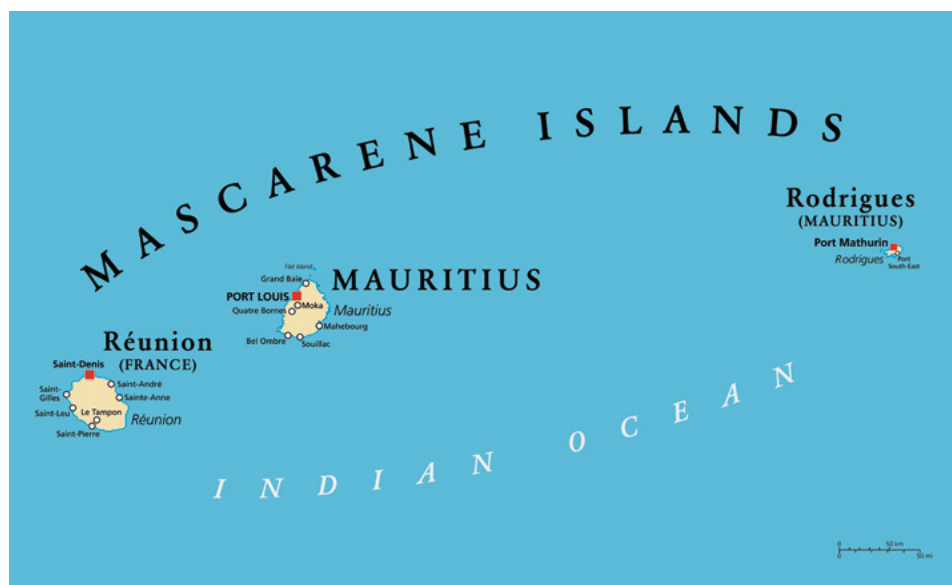 MASCARENE ISLANDS
Rodrigues
(MAURITIUS)
Port Mathurin
Rodrigues
Port
South East
Flat Island
Grand Baie
MAURITIUS
PORT LOUIS
Moka
Mauritius
Quatre Bornes
Mahebourg
Bel Ombre
Souillac
Réunion
(FRANCE)
Saint-Denis
Saint-André
Saint-
Gilles
Sainte-Anne
Saint-Leu
Le Tampon
Réunion
Saint-Pierre
INDIAN OCEAN
0 50 km
0 50 mi